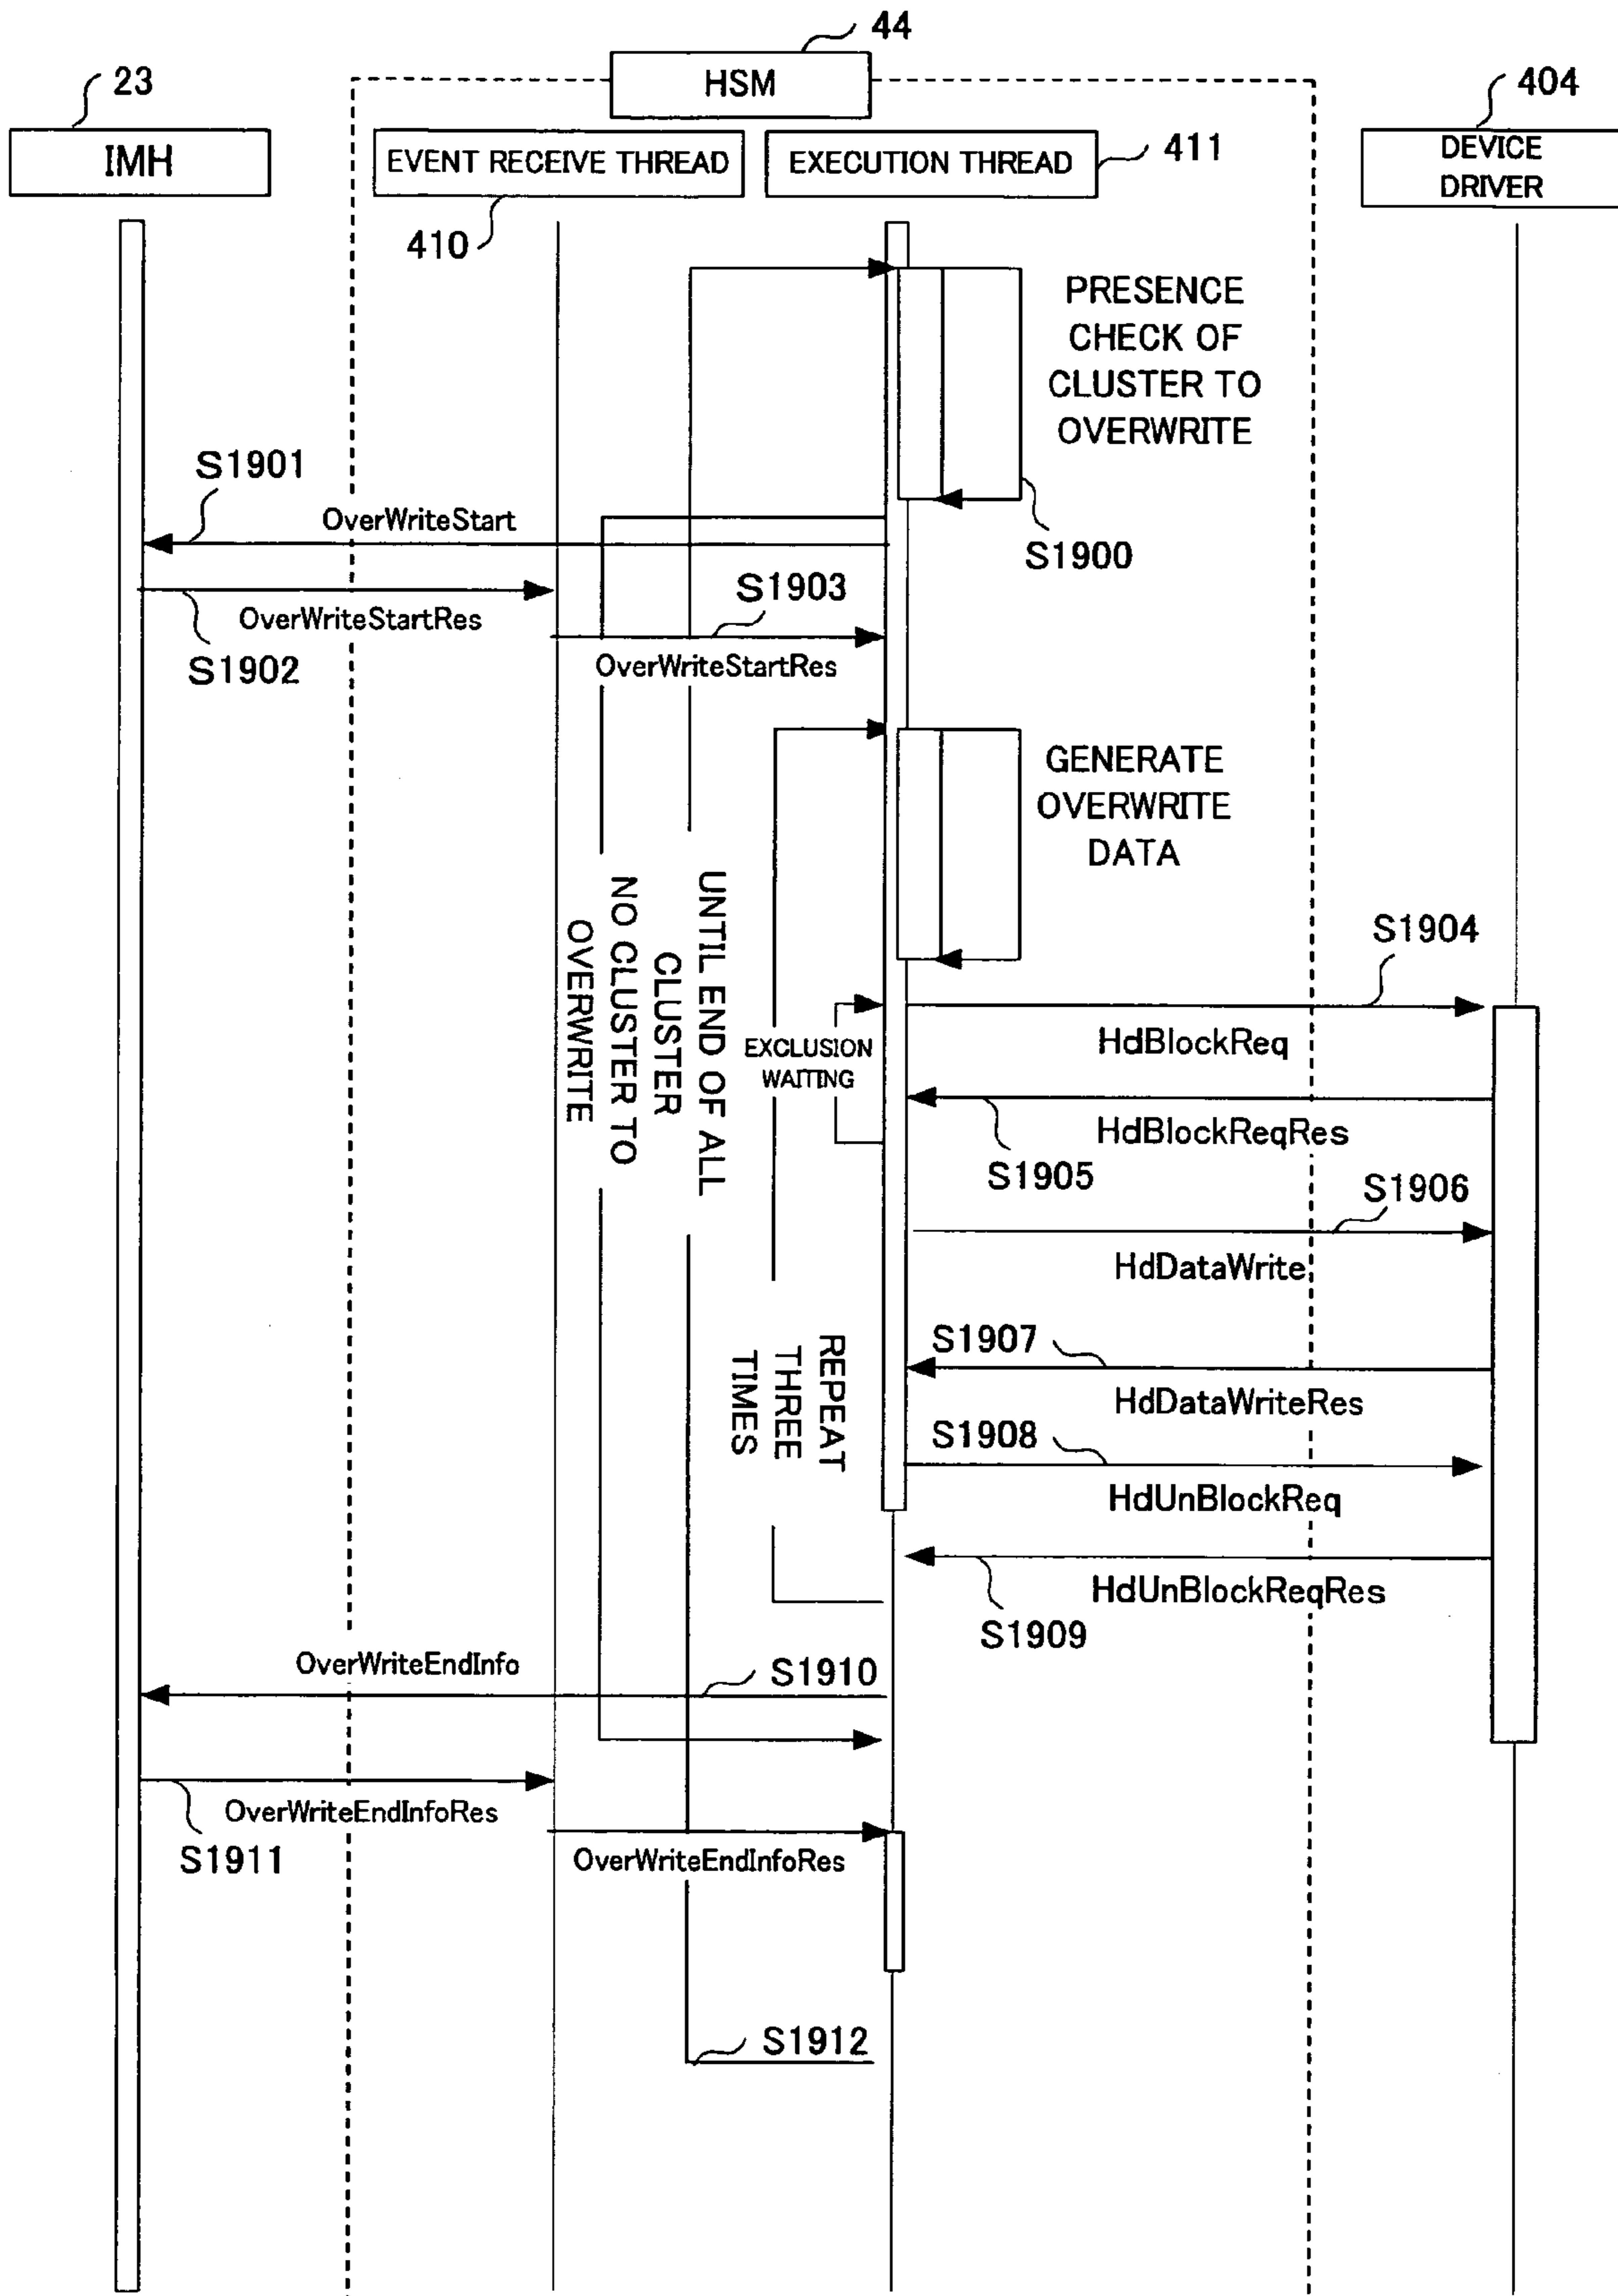 44
HSM
23
404
IMH
EVENT RECEIVE THREAD
EXECUTION THREAD
411
DEVICE
DRIVER
410
PRESENCE
CHECK OF
CLUSTER TO
OVERWRITE
S1901
OverWriteStart
S1900
S1903
OverWriteStartRes
S1902
OverWriteStartRes
GENERATE
OVERWRITE
DATA
UNTIL END OF ALL
CLUSTER
NO CLUSTER TO
OVERWRITE
S1904
EXCLUSION
WAITING
HdBlockReq
HdBlockReqRes
S1905
S1906
HdDataWrite
REPEAT
THREE
TIMES
S1907
HdDataWriteRes
S1908
HdUnBlockReq
HdUnBlockReqRes
S1909
OverWriteEndInfo
S1910
OverWriteEndInfoRes
S1911
OverWriteEndInfoRes
S1912